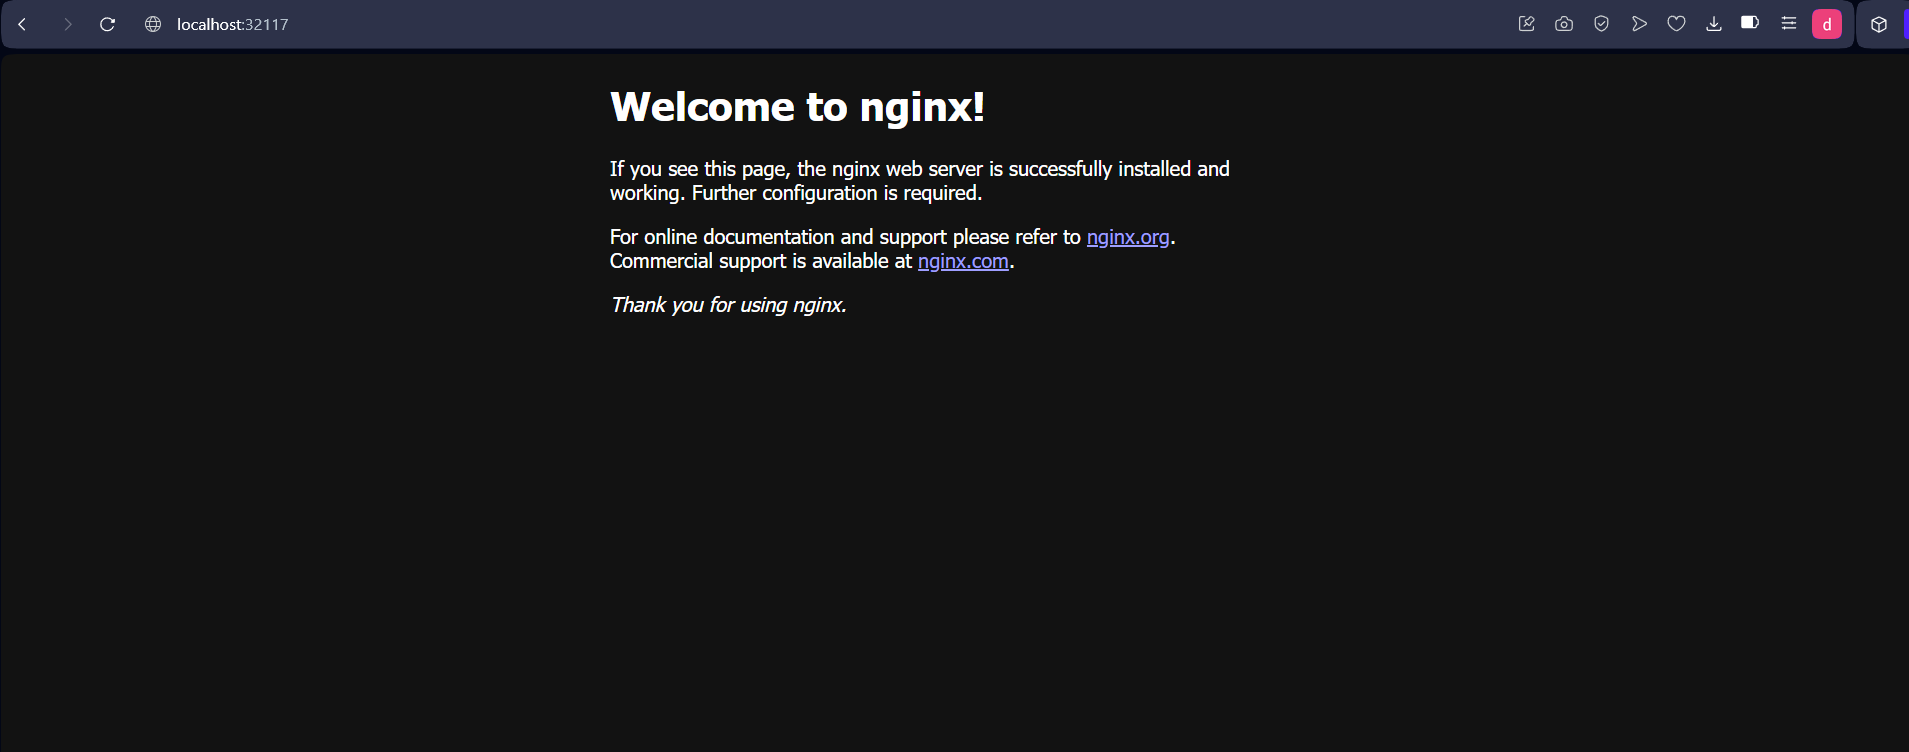 localhost:32117
d
Welcome to nginx!
If you see this page, the nginx web server is successfully installed and
working. Further configuration is required.
For online documentation and support please refer to nginx.org.
Commercial support is available at nginx.com.
Thank you for using nginx.